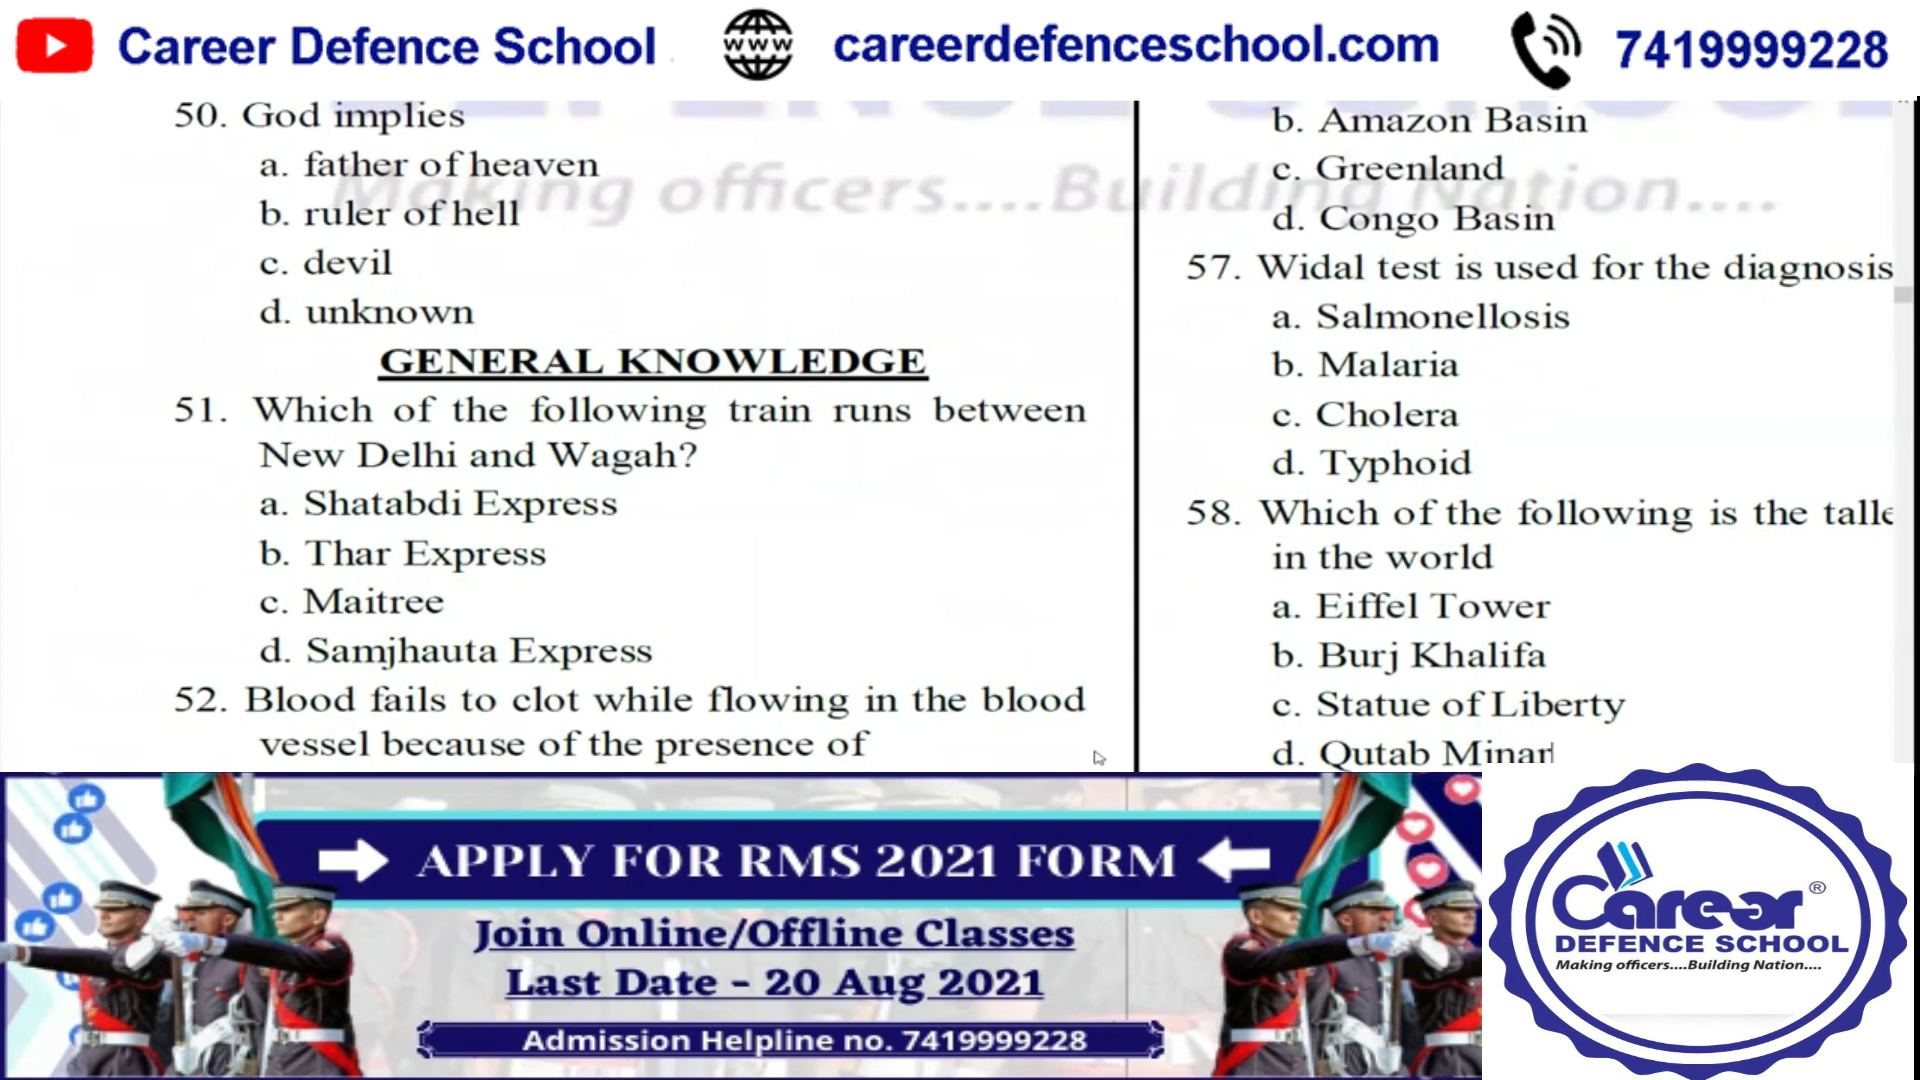 Career Defence School
www
careerdefenceschool.com
7419999228
Making officers....Building Nation....
50. God implies
a. father of heaven
b. ruler of hell
c. devil
d. unknown
GENERAL KNOWLEDGE
51. Which of the following train runs between
New Delhi and Wagah?
a. Shatabdi Express
b. Thar Express
c. Maitree
d. Samjhauta Express
52. Blood fails to clot while flowing in the blood
vessel because of the presence of
b. Amazon Basin
c. Greenland
d. Congo Basin
57. Widal test is used for the diagnosis
a. Salmonellosis
b. Malaria
c. Cholera
d. Typhoid
58. Which of the following is the talle
in the world
a. Eiffel Tower
b. Burj Khalifa
c. Statue of Liberty
d. Qutab Minar
APPLY FOR RMS 2021 FORM
Join Online/Offline Classes
Last Date - 20 Aug 2021
Admission Helpline no. 7419999228
Career ®
DEFENCE SCHOOL
Making officers....Building Nation....